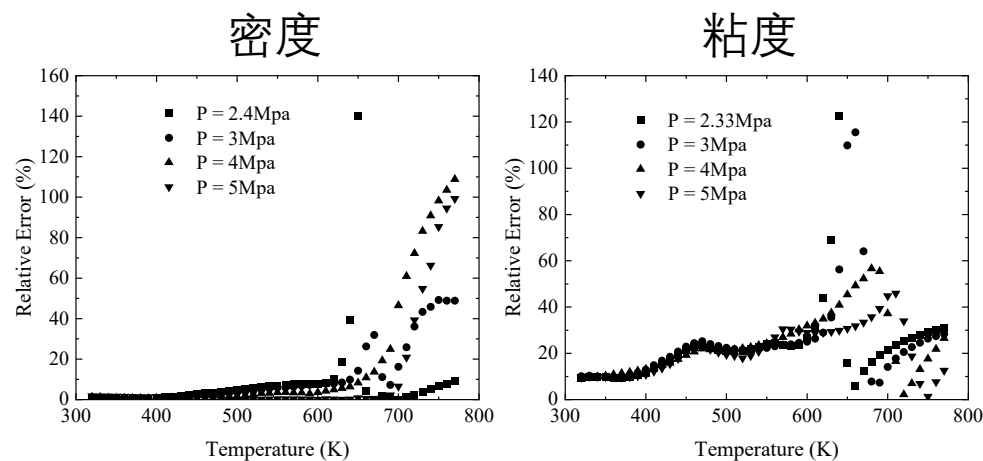 密度
粘度
160
140
120
100
80
60
40
20
0
300
400
500
600
700
800
Relative Error (%)
Temperature (K)
P = 2.4Mpa
P = 3Mpa
P = 4Mpa
P = 5Mpa
140
120
100
80
60
40
20
0
300
400
500
600
700
800
Relative Error (%)
Temperature (K)
P = 2.33Mpa
P = 3Mpa
P = 4Mpa
P = 5Mpa